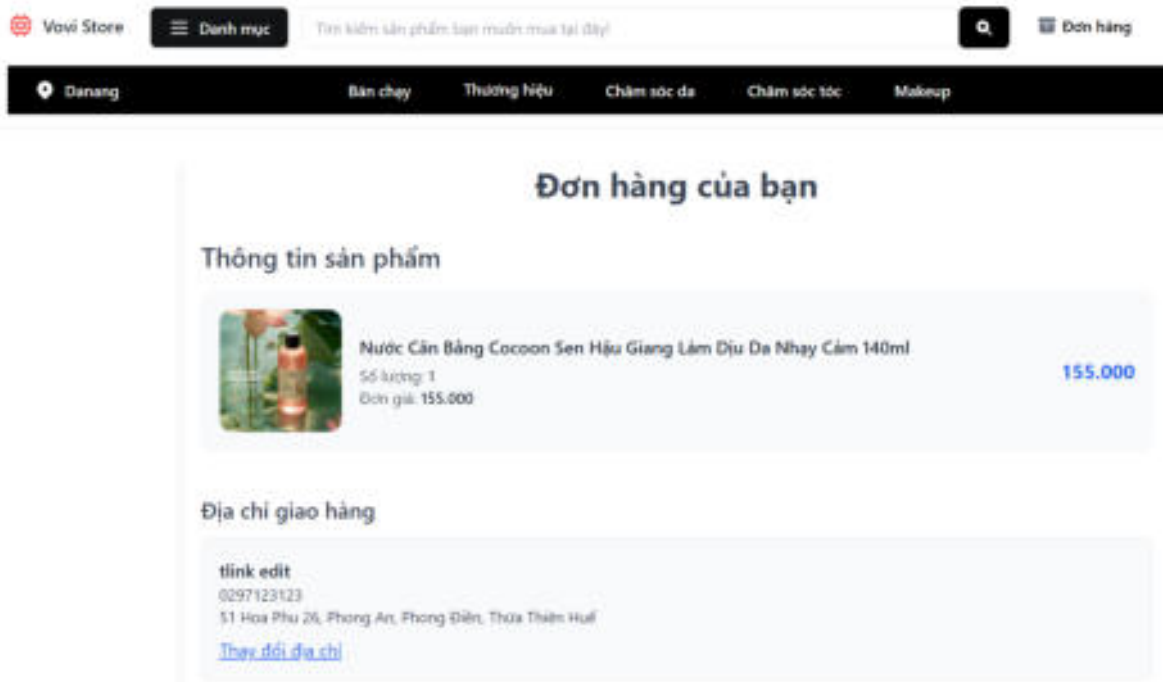 Vovi Store
Danh mục
Tìm kiếm sản phẩm bạn muốn mua tại đây!
Đơn hàng
Danang
Bán chạy
Thương hiệu
Chăm sóc da
Chăm sóc tóc
Makeup
Đơn hàng của bạn
Thông tin sản phẩm
Nước Cân Bằng Cocoon Sen Hậu Giang Làm Dịu Da Nhạy Cảm 140ml
Số lượng: 1
Đơn giá: 155.000
155.000
Địa chỉ giao hàng
tlink edit
0297123123
51 Hoa Phu 26, Phong An, Phong Điền, Thừa Thiên Huế
Thay đổi địa chỉ